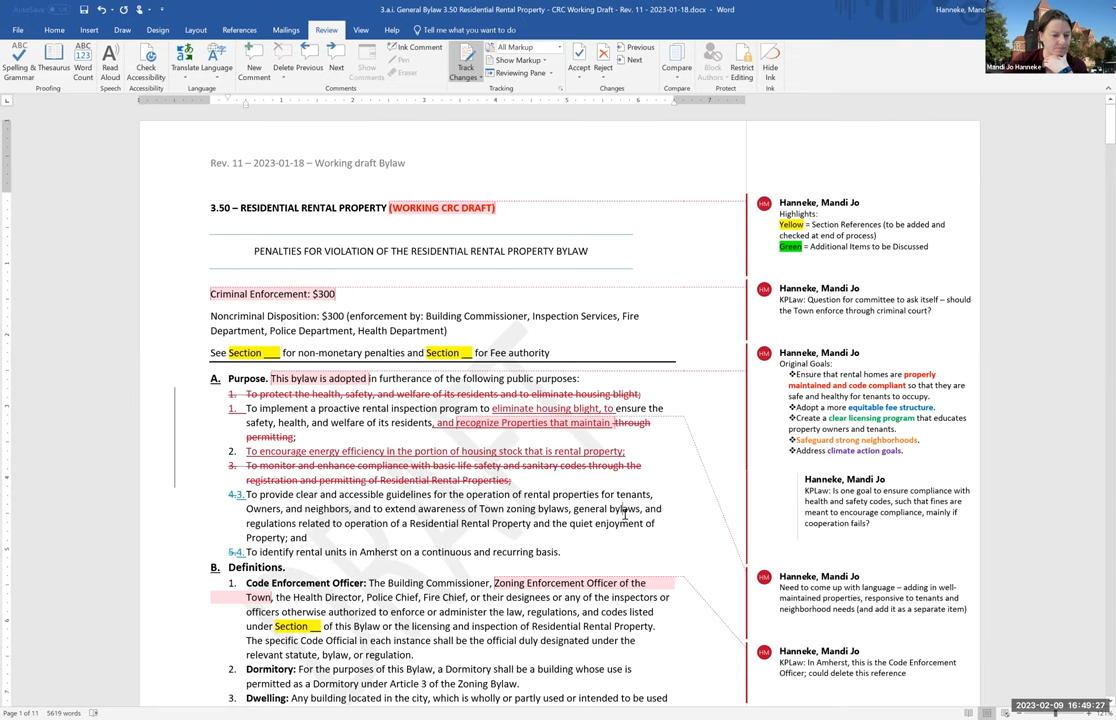 AutoSave
3.a.i. General Bylaw 3.50 Residential Rental Property - CRC Working Draft - Rev. 11 - 2023-01-18.docx - Word
Hanneke, Mand
File Home Insert Draw Design Layout References Mailings Review View Help Tell me what you want to do
Spelling & Grammar
Thesaurus
Word Count
Read Aloud
Check Accessibility
Translate
Language
New Comment
Delete
Previous
Next
Show Comments
Ink Comment
Pen
Eraser
Track Changes
All Markup
Show Markup
Reviewing Pane
Accept
Reject
Previous
Next
Compare
Block Authors
Restrict Editing
Hide Ink
Proofing Speech Accessibility Language Comments Tracking Changes Compare Protect Ink
Mandi Jo Hanneke
Rev. 11 – 2023-01-18 – Working draft Bylaw
3.50 – RESIDENTIAL RENTAL PROPERTY (WORKING CRC DRAFT)
PENALTIES FOR VIOLATION OF THE RESIDENTIAL RENTAL PROPERTY BYLAW
Criminal Enforcement: $300
Noncriminal Disposition: $300 (enforcement by: Building Commissioner, Inspection Services, Fire
Department, Police Department, Health Department)
See Section ___ for non-monetary penalties and Section __ for Fee authority
A. Purpose. This bylaw is adopted in furtherance of the following public purposes:
1. To protect the health, safety, and welfare of its residents and to eliminate housing blight;
1. To implement a proactive rental inspection program to eliminate housing blight, to ensure the
safety, health, and welfare of its residents, and recognize Properties that maintain through
permitting;
2. To encourage energy efficiency in the portion of housing stock that is rental property;
3. To monitor and enhance compliance with basic life safety and sanitary codes through the
registration and permitting of Residential Rental Properties;
4.3. To provide clear and accessible guidelines for the operation of rental properties for tenants,
Owners, and neighbors, and to extend awareness of Town zoning bylaws, general bylaws, and
regulations related to operation of a Residential Rental Property and the quiet enjoyment of
Property; and
5.4. To identify rental units in Amherst on a continuous and recurring basis.
B. Definitions.
1. Code Enforcement Officer: The Building Commissioner, Zoning Enforcement Officer of the
Town, the Health Director, Police Chief, Fire Chief, or their designees or any of the inspectors or
officers otherwise authorized to enforce or administer the law, regulations, and codes listed
under Section __ of this Bylaw or the licensing and inspection of Residential Rental Property.
The specific Code Official in each instance shall be the official duly designated under the
relevant statute, bylaw, or regulation.
2. Dormitory: For the purposes of this Bylaw, a Dormitory shall be a building whose use is
permitted as a Dormitory under Article 3 of the Zoning Bylaw.
3. Dwelling: Any building located in the city, which is wholly or partly used or intended to be used
HM Hanneke, Mandi Jo
Highlights:
Yellow = Section References (to be added and
checked at end of process)
Green = Additional Items to be Discussed
HM Hanneke, Mandi Jo
KPLaw: Question for committee to ask itself – should
the Town enforce through criminal court?
HM Hanneke, Mandi Jo
Original Goals:
❖Ensure that rental homes are properly
maintained and code compliant so that they are
safe and healthy for tenants to occupy.
❖Adopt a more equitable fee structure.
❖Create a clear licensing program that educates
property owners and tenants.
❖Safeguard strong neighborhoods.
❖Address climate action goals.
Hanneke, Mandi Jo
KPLaw: Is one goal to ensure compliance with
health and safety codes, such that fines are
meant to encourage compliance, mainly if
cooperation fails?
HM Hanneke, Mandi Jo
Need to come up with language – adding in well-
maintained properties, responsive to tenants and
neighborhood needs (and add it as a separate item)
HM Hanneke, Mandi Jo
KPLaw: In Amherst, this is the Code Enforcement
Officer; could delete this reference
Page 1 of 11 5619 words
2023-02-09 16:49:27
121%